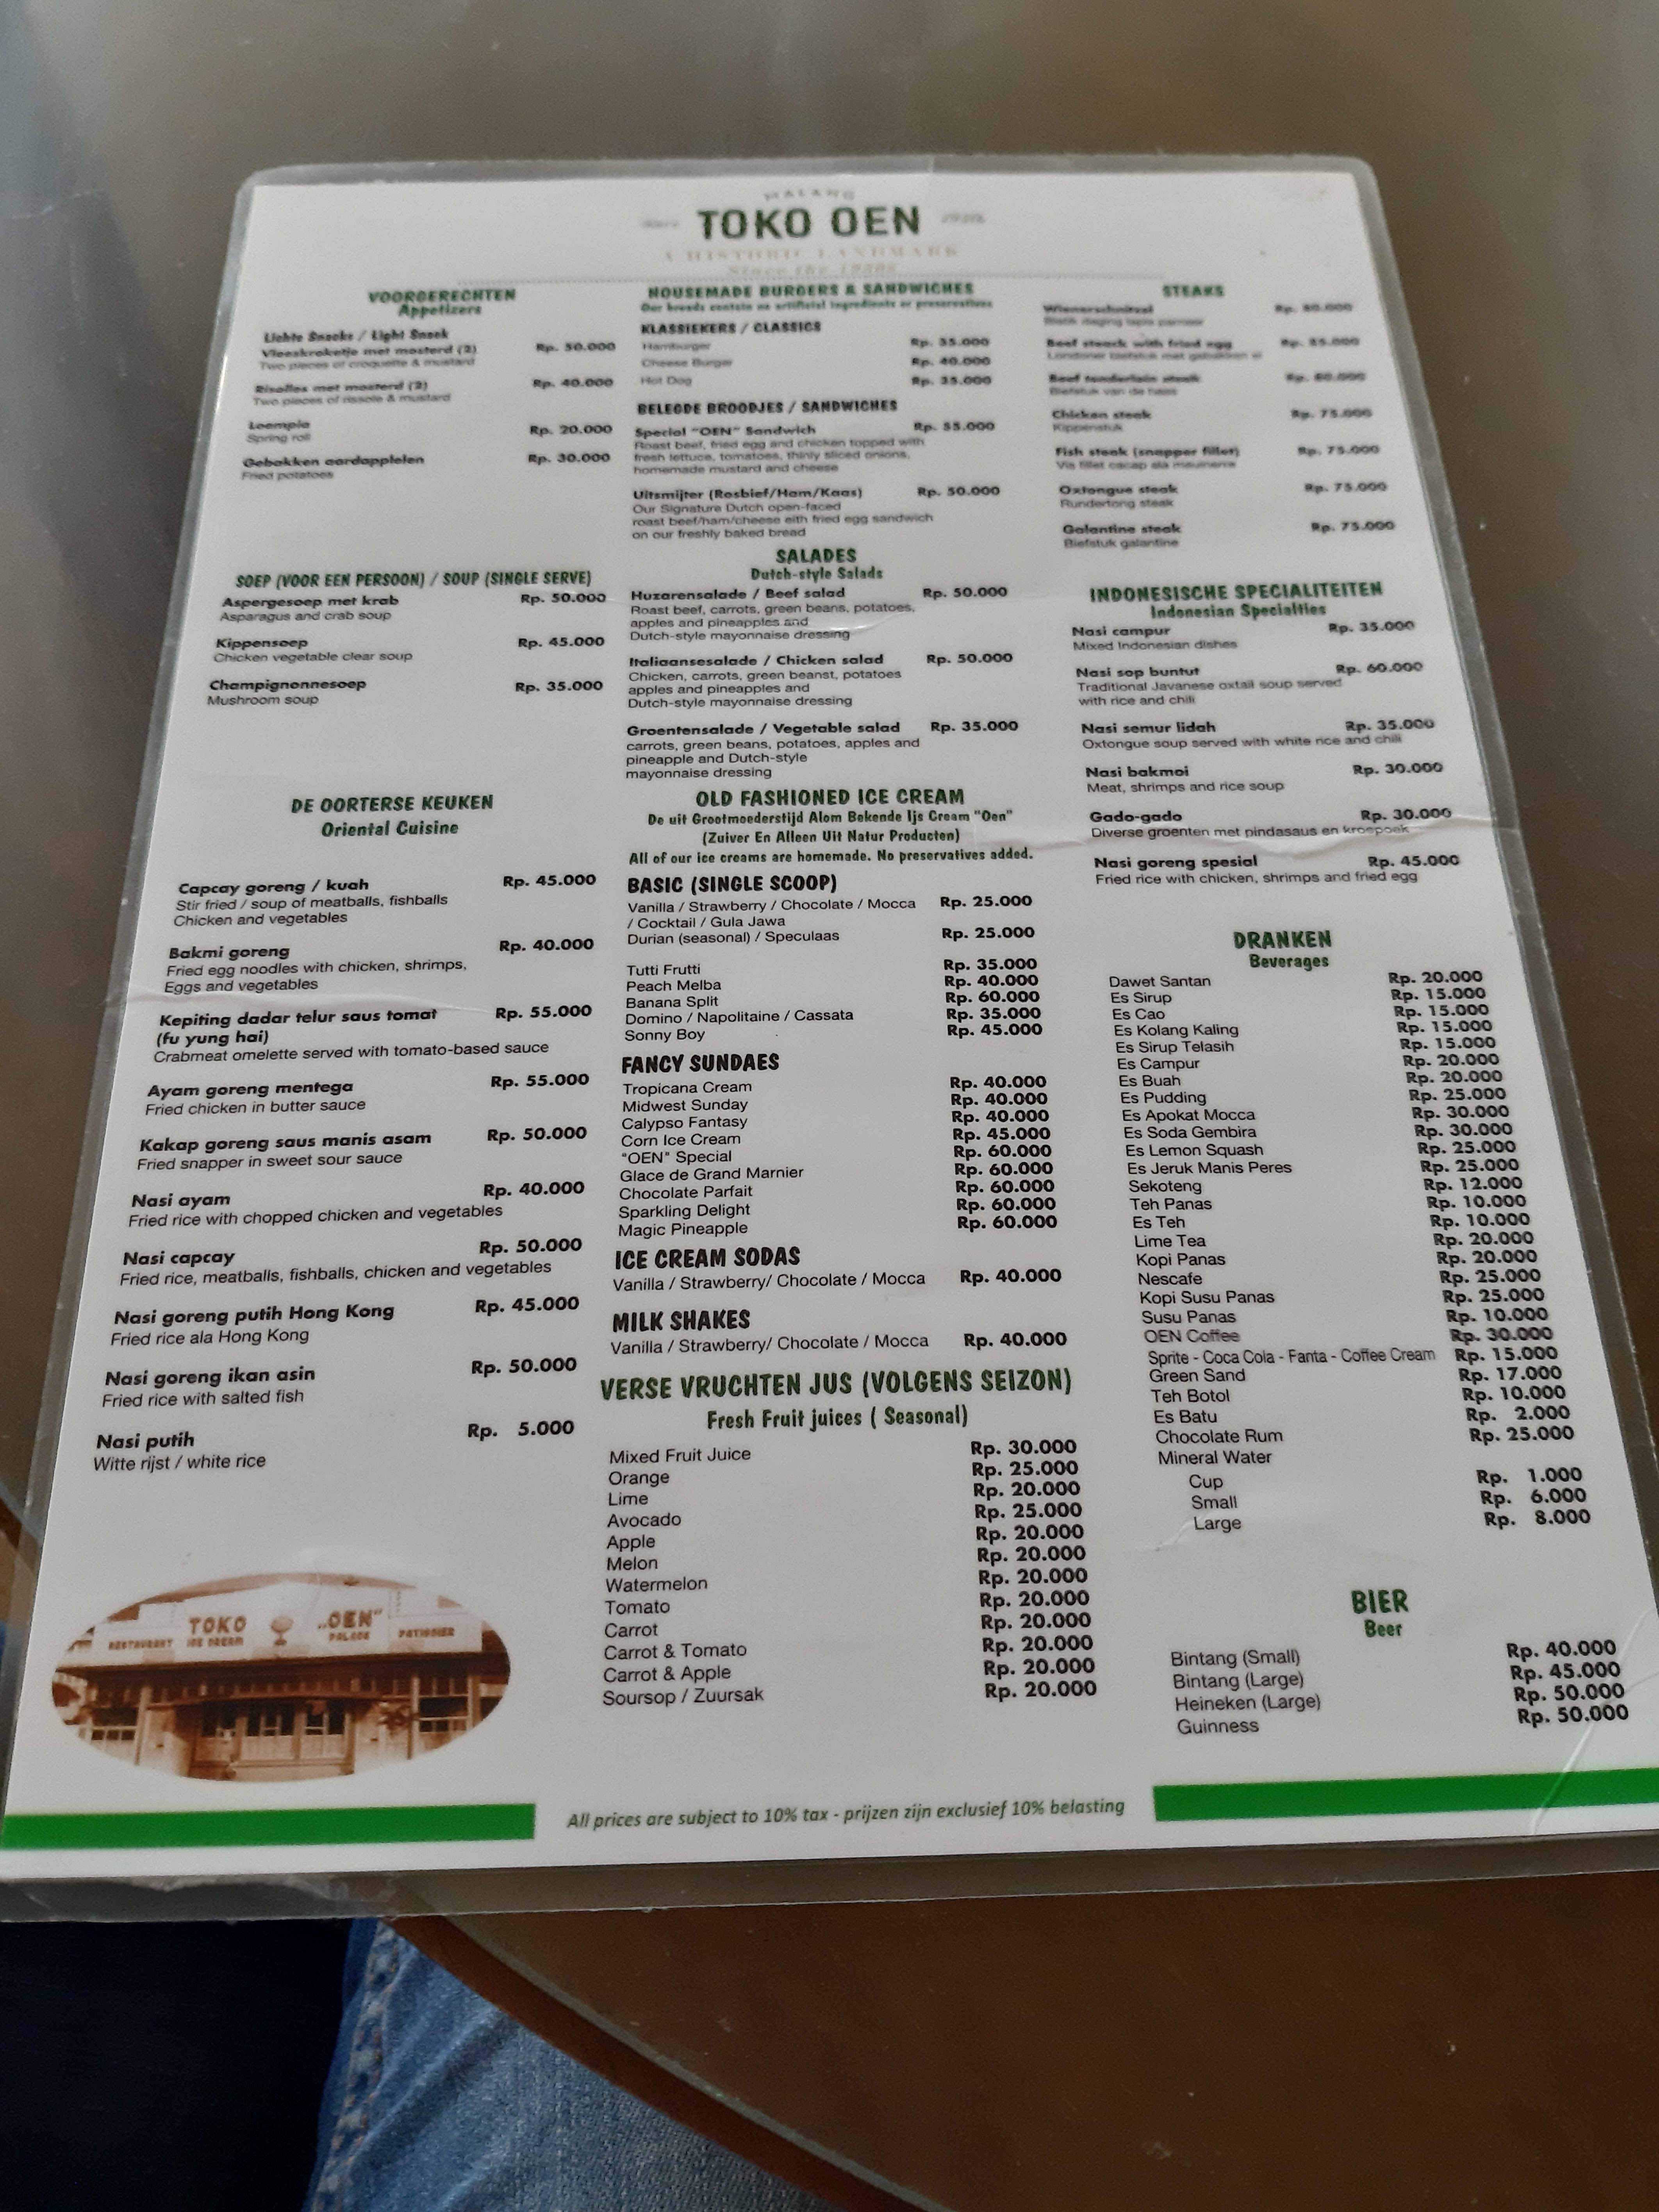 MALANG
TOKO OEN
A HISTORIC LANDMARK
Since the 1930s
VOORGERECHTEN
Appetizers
Lichte Snacks / Light Snack
Vleeskroketje met mosterd (2) Rp. 50.000
Two pieces of croquette & mustard
Risolles met mosterd (2) Rp. 40.000
Two pieces of rissole & mustard
Loempia Rp. 20.000
Spring roll
Gebakken aardapplelen Rp. 30.000
Fried potatoes
SOEP (VOOR EEN PERSOON) / SOUP (SINGLE SERVE)
Aspergesoep met krab Rp. 50.000
Asparagus and crab soup
Kippensoep Rp. 45.000
Chicken vegetable clear soup
Champignonnesoep Rp. 35.000
Mushroom soup
DE OORTERSE KEUKEN
Oriental Cuisine
Capcay goreng / kuah Rp. 45.000
Stir fried / soup of meatballs, fishballs
Chicken and vegetables
Bakmi goreng Rp. 40.000
Fried egg noodles with chicken, shrimps,
Eggs and vegetables
Kepiting dadar telur saus tomat Rp. 55.000
(fu yung hai)
Crabmeat omelette served with tomato-based sauce
Ayam goreng mentega Rp. 55.000
Fried chicken in butter sauce
Kakap goreng saus manis asam Rp. 50.000
Fried snapper in sweet sour sauce
Nasi ayam Rp. 40.000
Fried rice with chopped chicken and vegetables
Nasi capcay Rp. 50.000
Fried rice, meatballs, fishballs, chicken and vegetables
Nasi goreng putih Hong Kong Rp. 45.000
Fried rice ala Hong Kong
Nasi goreng ikan asin Rp. 50.000
Fried rice with salted fish
Nasi putih Rp. 5.000
Witte rijst / white rice
TOKO „OEN"
RESTAURANT ICE CREAM PALACE PATISSIER
HOUSEMADE BURGERS & SANDWICHES
Our breads contain no artificial ingredients or preservatives
KLASSIEKERS / CLASSICS
Hamburger Rp. 35.000
Cheese Burger Rp. 40.000
Hot Dog Rp. 35.000
BELEGDE BROODJES / SANDWICHES
Special "OEN" Sandwich Rp. 55.000
Roast beef, fried egg and chicken topped with
fresh lettuce, tomatoes, thinly sliced onions,
homemade mustard and cheese
Uitsmijter (Rosbief/Ham/Kaas) Rp. 50.000
Our Signature Dutch open-faced
roast beef/ham/cheese eith fried egg sandwich
on our freshly baked bread
SALADES
Dutch-style Salads
Huzarensalade / Beef salad Rp. 50.000
Roast beef, carrots, green beans, potatoes,
apples and pineapples and
Dutch-style mayonnaise dressing
Italiaansesalade / Chicken salad Rp. 50.000
Chicken, carrots, green beanst, potatoes
apples and pineapples and
Dutch-style mayonnaise dressing
Groentensalade / Vegetable salad Rp. 35.000
carrots, green beans, potatoes, apples and
pineapple and Dutch-style
mayonnaise dressing
OLD FASHIONED ICE CREAM
De uit Grootmoederstijd Alom Bekende Ijs Cream "Oen"
(Zuiver En Alleen Uit Natur Producten)
All of our ice creams are homemade. No preservatives added.
BASIC (SINGLE SCOOP)
Vanilla / Strawberry / Chocolate / Mocca Rp. 25.000
/ Cocktail / Gula Jawa
Durian (seasonal) / Speculaas Rp. 25.000
Tutti Frutti Rp. 35.000
Peach Melba Rp. 40.000
Banana Split Rp. 60.000
Domino / Napolitaine / Cassata Rp. 35.000
Sonny Boy Rp. 45.000
FANCY SUNDAES
Tropicana Cream Rp. 40.000
Midwest Sunday Rp. 40.000
Calypso Fantasy Rp. 40.000
Corn Ice Cream Rp. 45.000
"OEN" Special Rp. 60.000
Glace de Grand Marnier Rp. 60.000
Chocolate Parfait Rp. 60.000
Sparkling Delight Rp. 60.000
Magic Pineapple Rp. 60.000
ICE CREAM SODAS
Vanilla / Strawberry/ Chocolate / Mocca Rp. 40.000
MILK SHAKES
Vanilla / Strawberry/ Chocolate / Mocca Rp. 40.000
VERSE VRUCHTEN JUS (VOLGENS SEIZON)
Fresh Fruit juices ( Seasonal)
Mixed Fruit Juice Rp. 30.000
Orange Rp. 25.000
Lime Rp. 20.000
Avocado Rp. 25.000
Apple Rp. 20.000
Melon Rp. 20.000
Watermelon Rp. 20.000
Tomato Rp. 20.000
Carrot Rp. 20.000
Carrot & Tomato Rp. 20.000
Carrot & Apple Rp. 20.000
Soursop / Zuursak Rp. 20.000
STEAKS
Wienerschnitzel Rp. 80.000
Bistik daging lapis
Beef steack with fried egg Rp. 85.000
Londoner biefstuk met gebakken ei
Beef tenderloin steak Rp. 80.000
Biefstuk van de haas
Chicken steak Rp. 75.000
Kippenstuk
Fish steak (snapper fillet) Rp. 75.000
Vis fillet cacap ala meunierre
Oxtongue steak Rp. 75.000
Rundertong steak
Galantine steak Rp. 75.000
Biefstuk galantine
INDONESISCHE SPECIALITEITEN
Indonesian Specialties
Nasi campur Rp. 35.000
Mixed Indonesian dishes
Nasi sop buntut Rp. 60.000
Traditional Javanese oxtail soup served
with rice and chili
Nasi semur lidah Rp. 35.000
Oxtongue soup served with white rice and chili
Nasi bakmoi Rp. 30.000
Meat, shrimps and rice soup
Gado-gado Rp. 30.000
Diverse groenten met pindasaus en kroepoek
Nasi goreng spesial Rp. 45.000
Fried rice with chicken, shrimps and fried egg
DRANKEN
Beverages
Dawet Santan Rp. 20.000
Es Sirup Rp. 15.000
Es Cao Rp. 15.000
Es Kolang Kaling Rp. 15.000
Es Sirup Telasih Rp. 15.000
Es Campur Rp. 20.000
Es Buah Rp. 20.000
Es Pudding Rp. 25.000
Es Apokat Mocca Rp. 30.000
Es Soda Gembira Rp. 30.000
Es Lemon Squash Rp. 25.000
Es Jeruk Manis Peres Rp. 25.000
Sekoteng Rp. 12.000
Teh Panas Rp. 10.000
Es Teh Rp. 10.000
Lime Tea Rp. 20.000
Kopi Panas Rp. 20.000
Nescafe Rp. 25.000
Kopi Susu Panas Rp. 25.000
Susu Panas Rp. 10.000
OEN Coffee Rp. 30.000
Sprite - Coca Cola - Fanta - Coffee Cream Rp. 15.000
Green Sand Rp. 17.000
Teh Botol Rp. 10.000
Es Batu Rp. 2.000
Chocolate Rum Rp. 25.000
Mineral Water
Cup Rp. 1.000
Small Rp. 6.000
Large Rp. 8.000
BIER
Beer
Bintang (Small) Rp. 40.000
Bintang (Large) Rp. 45.000
Heineken (Large) Rp. 50.000
Guinness Rp. 50.000
All prices are subject to 10% tax - prijzen zijn exclusief 10% belasting